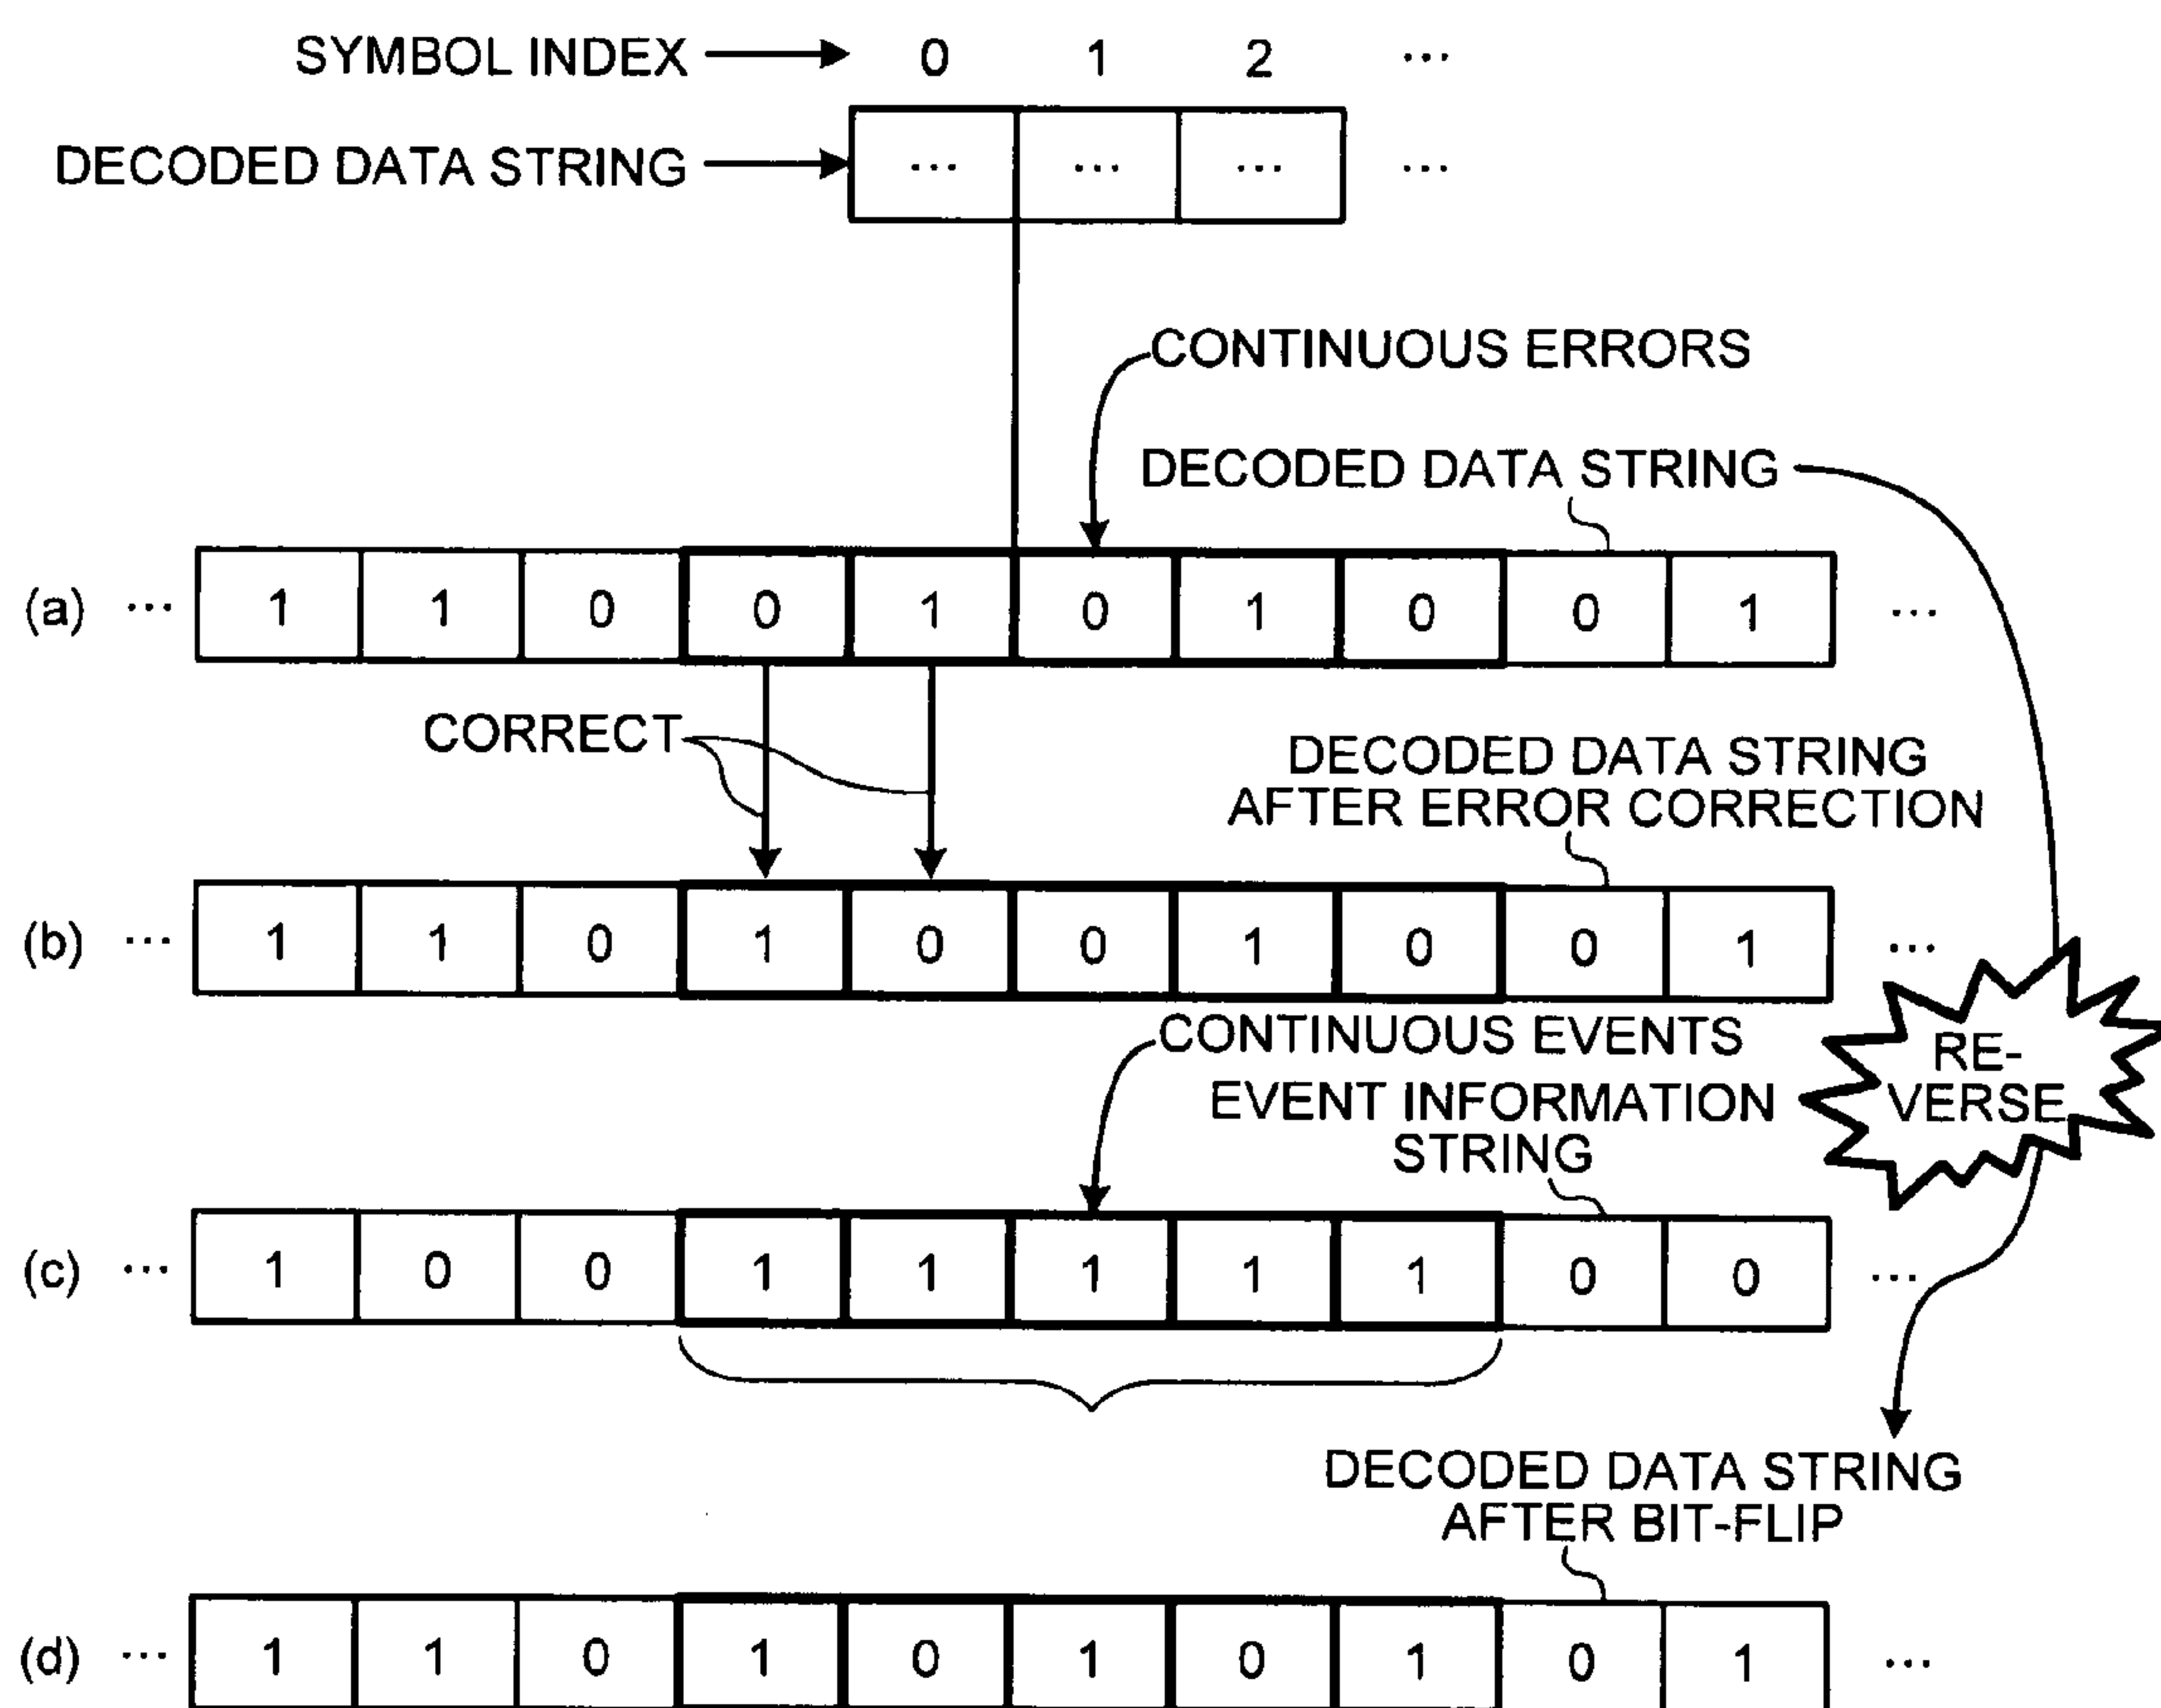 SYMBOL INDEX 0 1 2 ...
DECODED DATA STRING ... ... ... ...
CONTINUOUS ERRORS
DECODED DATA STRING
(a) ... 1 1 0 0 1 0 1 0 0 1 ...
CORRECT
DECODED DATA STRING
AFTER ERROR CORRECTION
(b) ... 1 1 0 1 0 0 1 0 0 1 ...
CONTINUOUS EVENTS
RE-
VERSE
EVENT INFORMATION
STRING
(c) ... 1 0 0 1 1 1 1 1 0 0 ...
DECODED DATA STRING
AFTER BIT-FLIP
(d) ... 1 1 0 1 0 1 0 1 0 1 ...